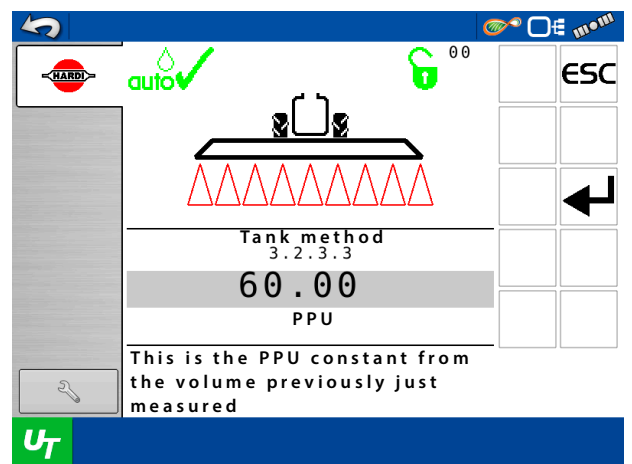 HARDI
auto
00
ESC
Tank method
3.2.3.3
60.00
PPU
This is the PPU constant from
the volume previously just
measured
UT